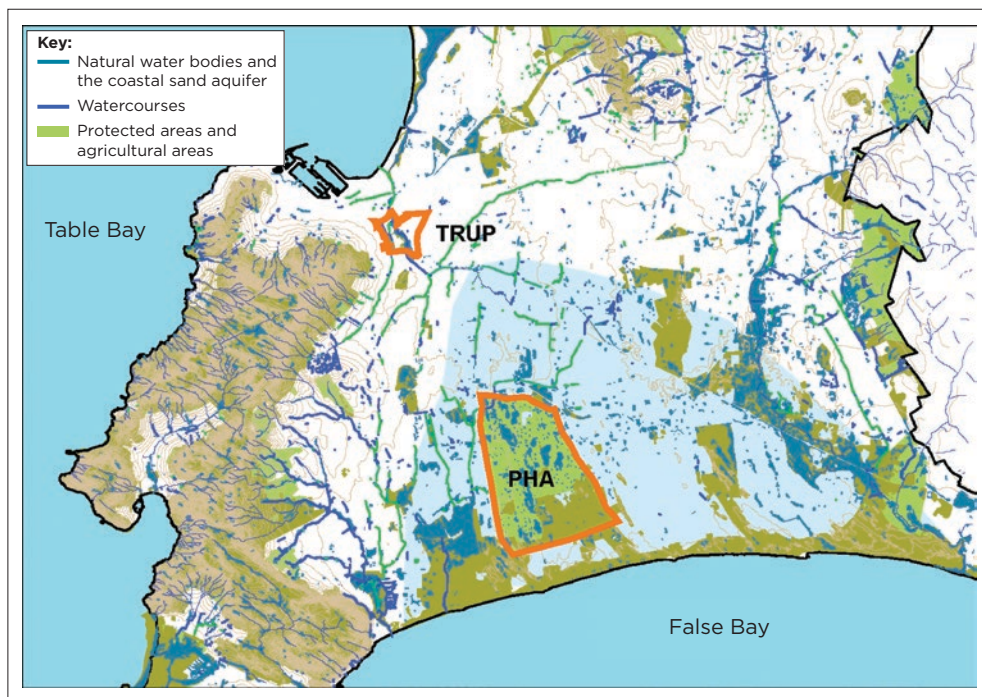 Key:
Natural water bodies and
the coastal sand aquifer
Watercourses
Protected areas and
agricultural areas
Table Bay
TRUP
PHA
False Bay